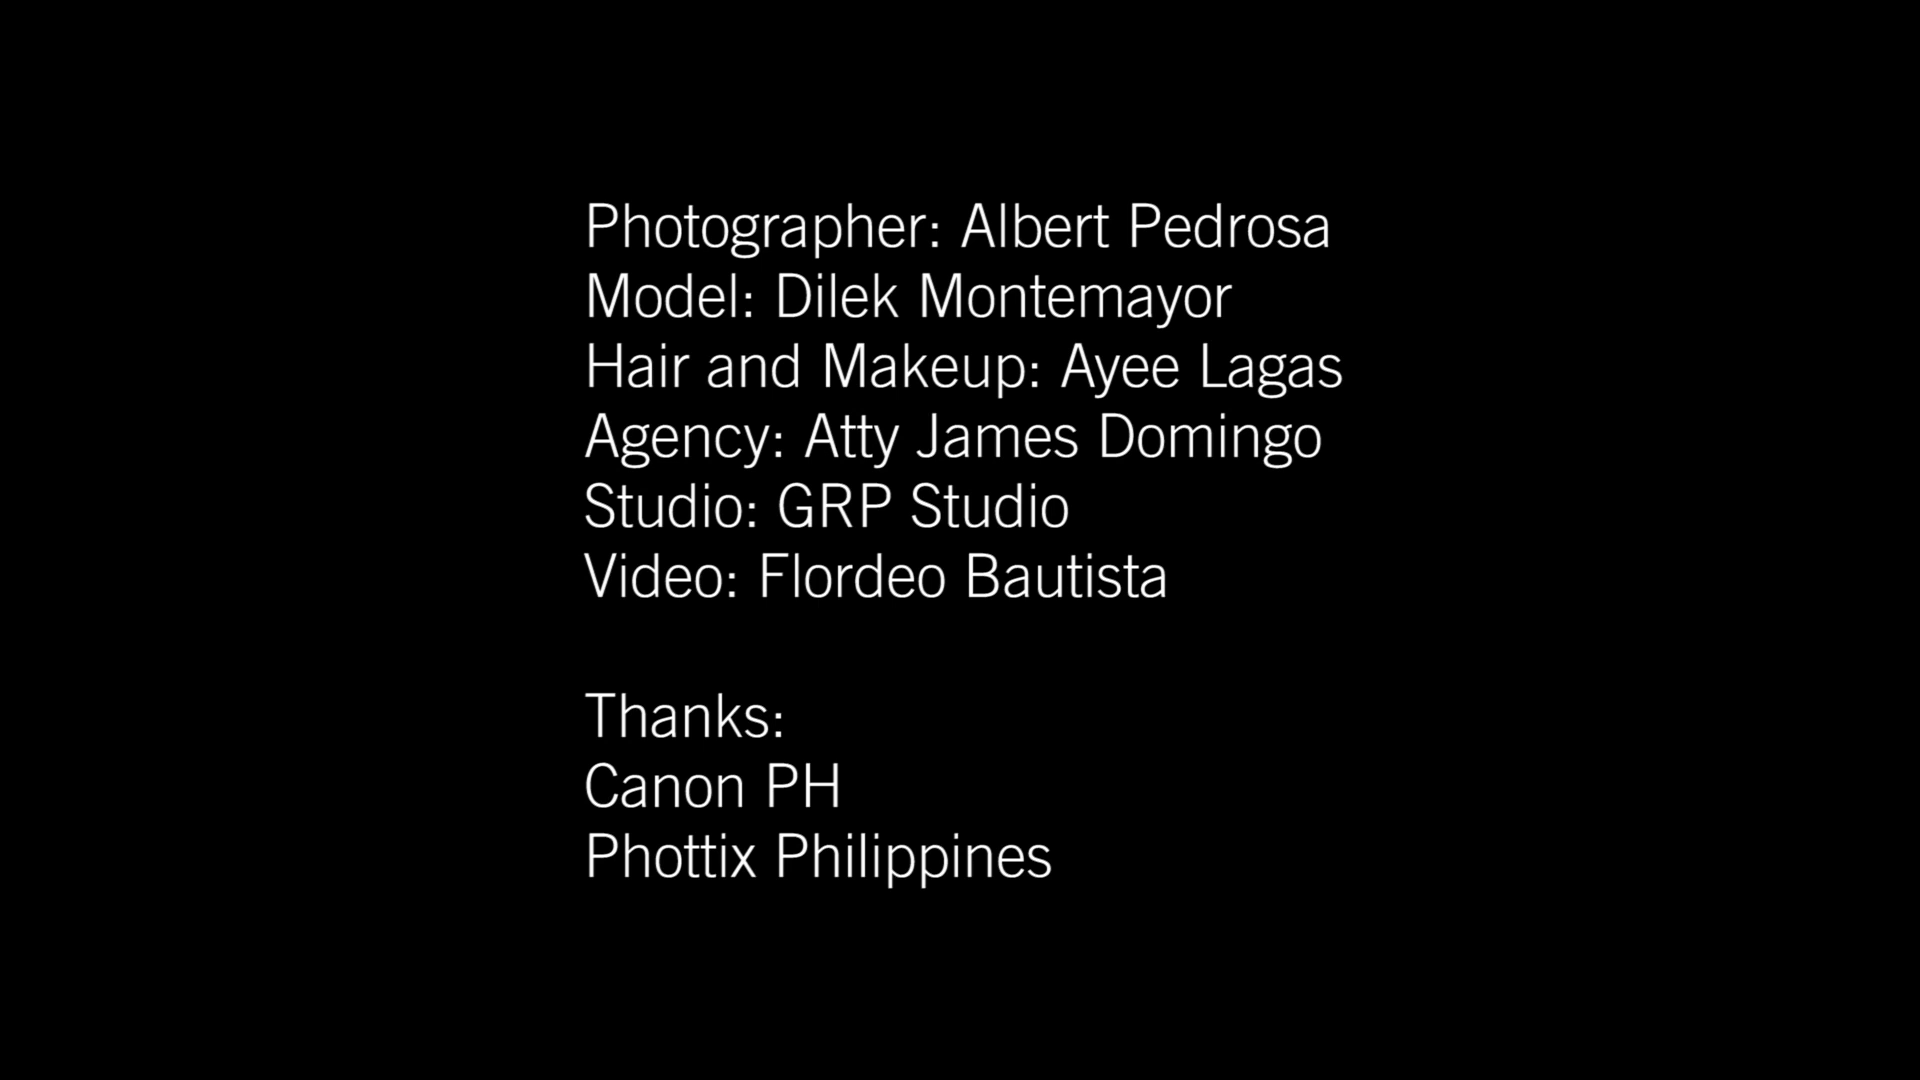 Photographer: Albert Pedrosa
Model: Dilek Montemayor
Hair and Makeup: Ayee Lagas
Agency: Atty James Domingo
Studio: GRP Studio
Video: Flordeo Bautista
Thanks:
Canon PH
Phottix Philippines